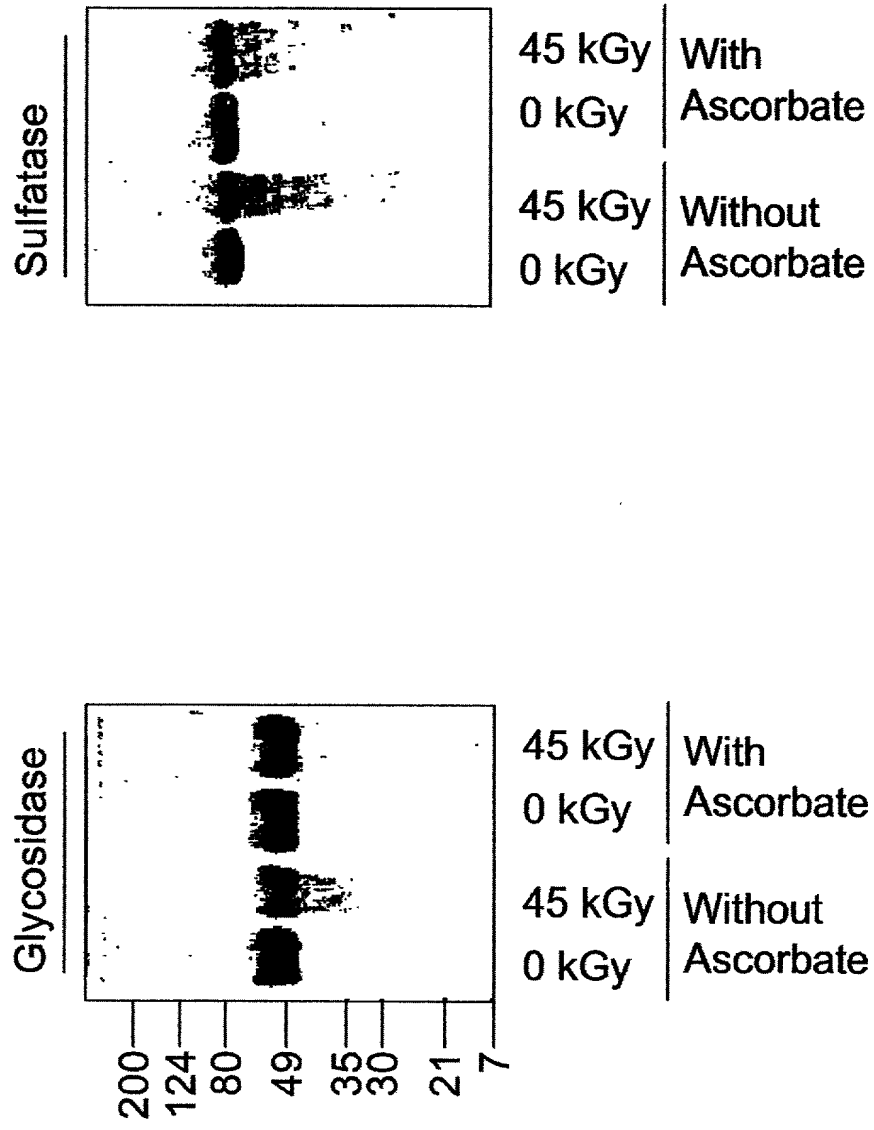 Sulfatase
45 kGy
With
0 kGy
Ascorbate
45 kGy
Without
0 kGy
Ascorbate
Glycosidase
45 kGy
With
0 kGy
Ascorbate
45 kGy
Without
0 kGy
Ascorbate
200
124
80
49
35
30
21
7